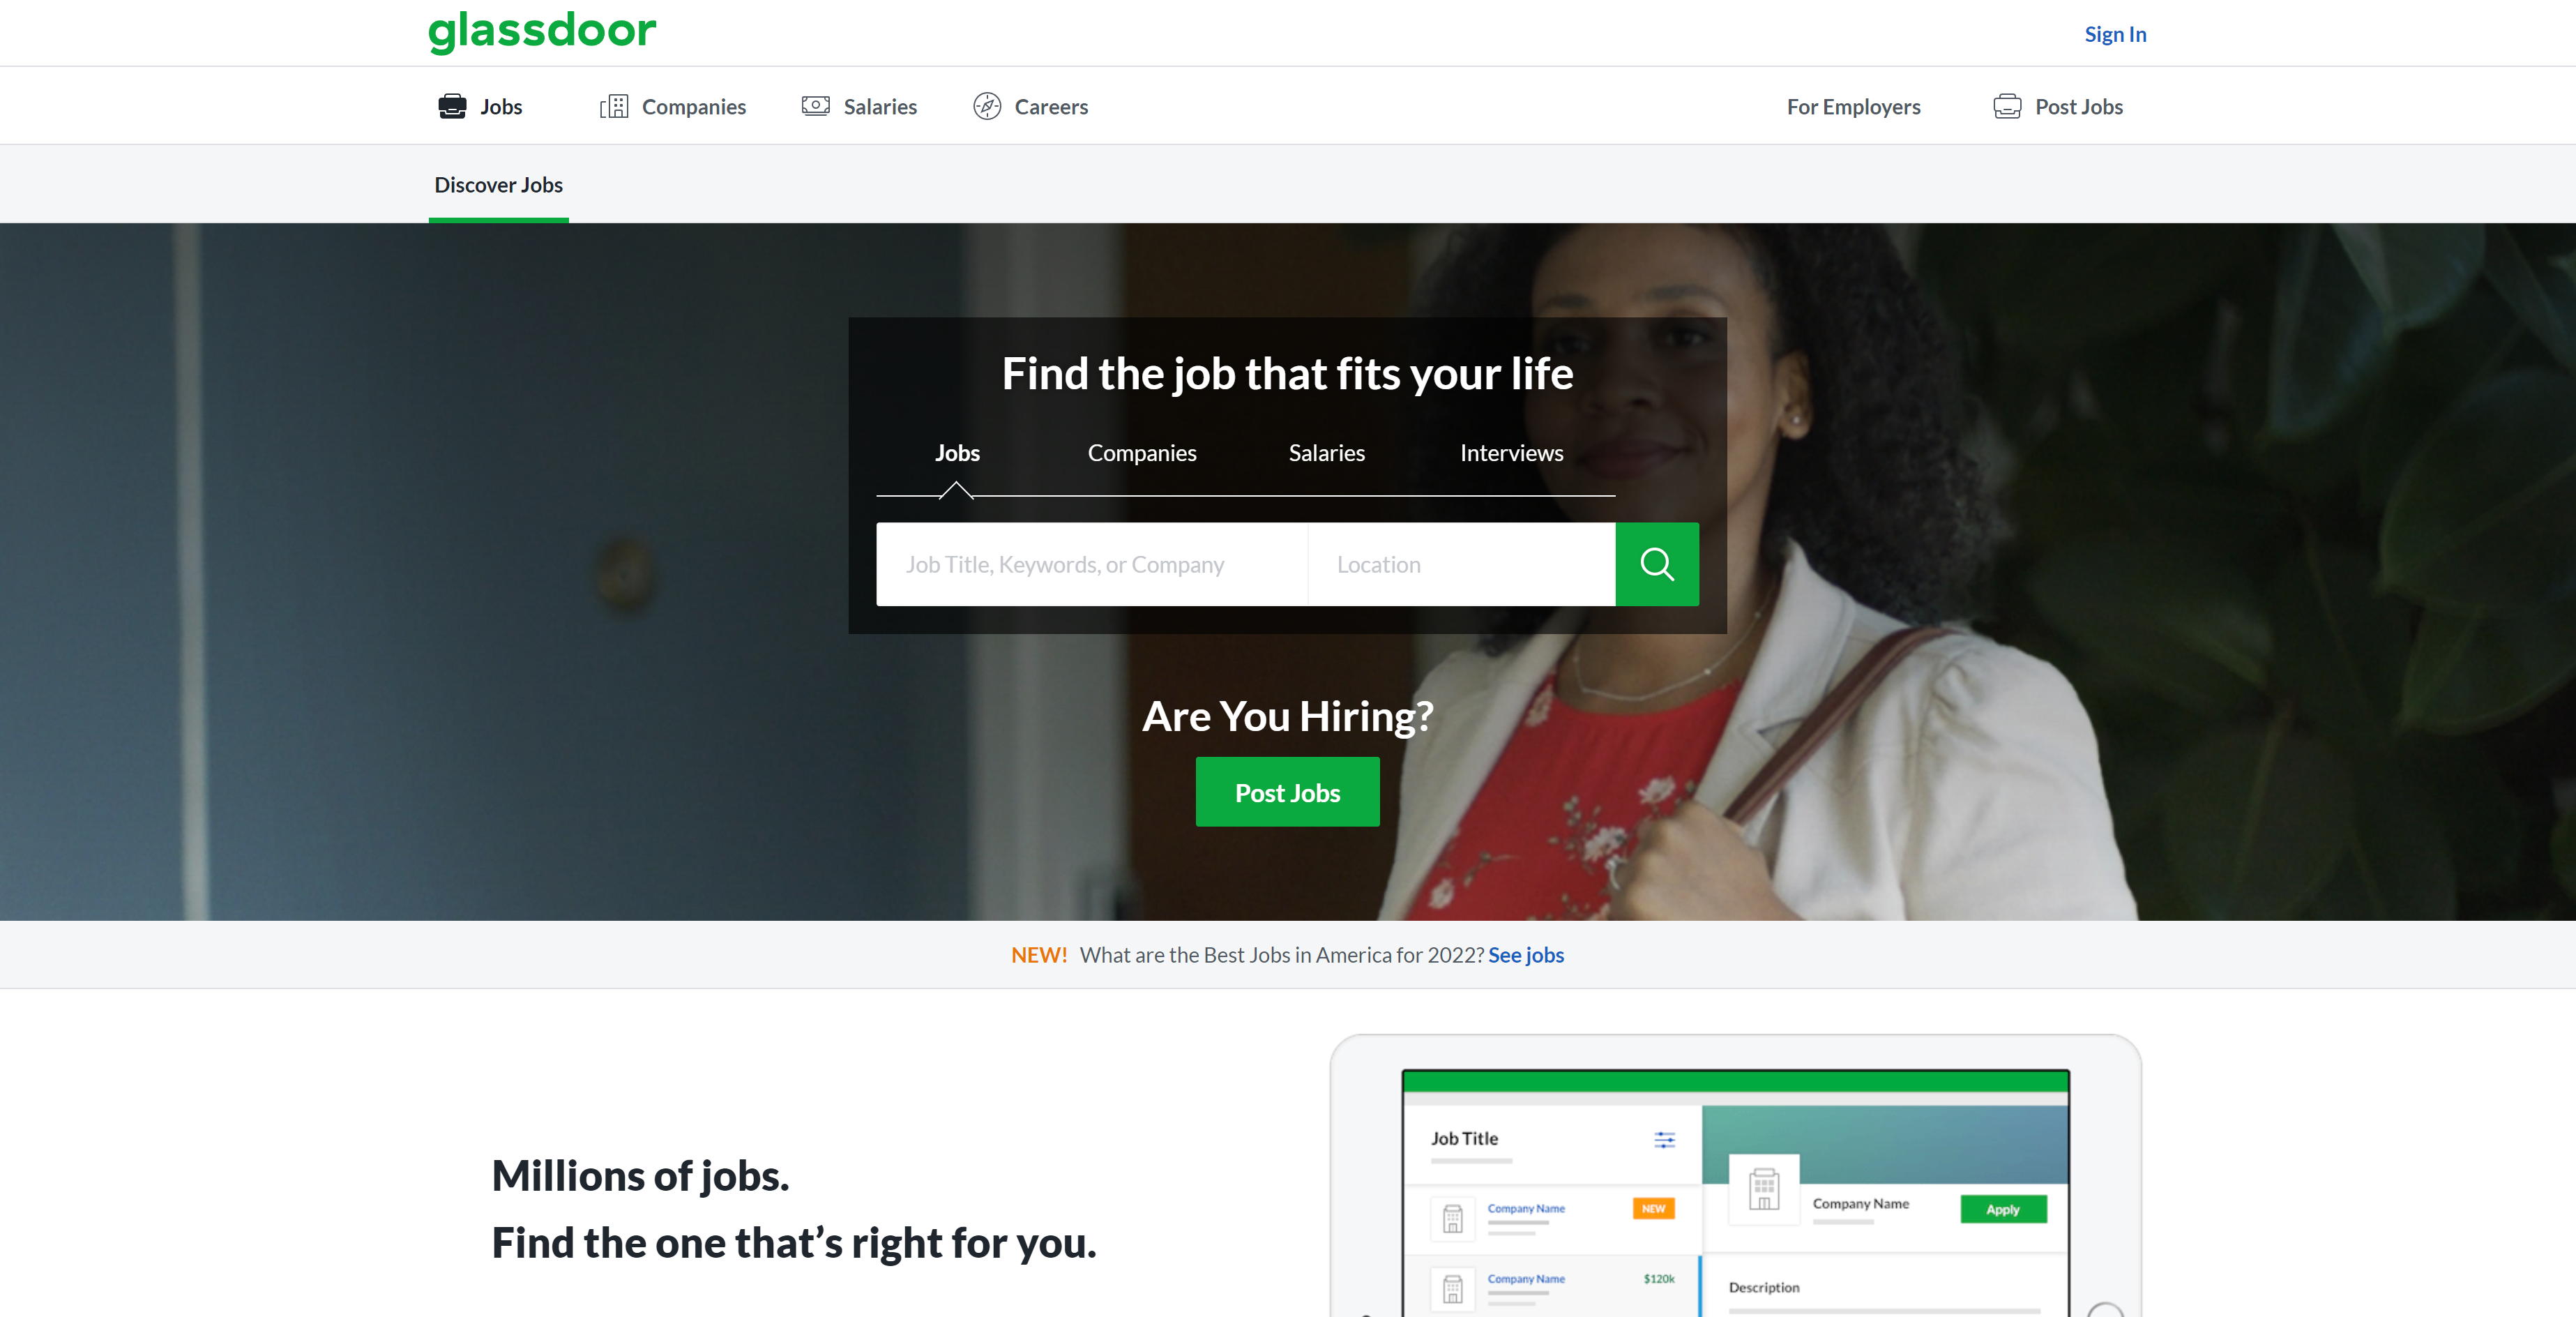 glassdoor
Sign In
Jobs Companies Salaries Careers For Employers Post Jobs
Discover Jobs
Find the job that fits your life
Jobs Companies Salaries Interviews
Job Title, Keywords, or Company Location
Are You Hiring?
Post Jobs
NEW! What are the Best Jobs in America for 2022? See jobs
Millions of jobs.
Find the one that’s right for you.
Job Title
Company Name NEW
Company Name $120k
Company Name Apply
Description